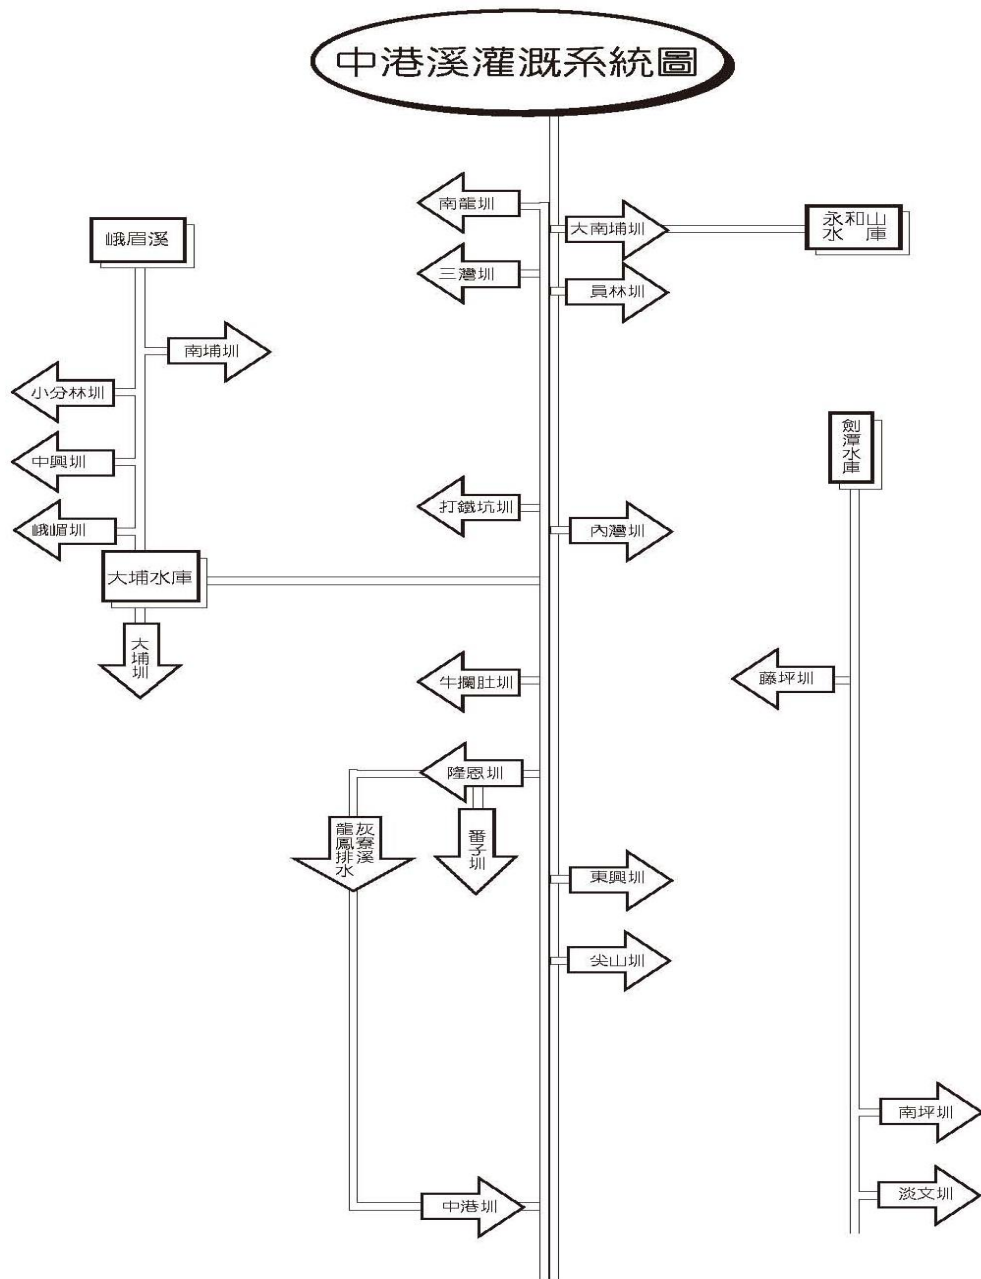 中港溪灌溉系統圖
南龍圳
大南埔圳
永和山
水庫
峨眉溪
三灣圳
員林圳
南埔圳
小分林圳
劍潭水庫
中興圳
打鐵坑圳
峨嵋圳
內灣圳
大埔水庫
大埔圳
牛攔肚圳
藤坪圳
隆恩圳
灰寮溪
龍鳳排水
番子圳
東興圳
尖山圳
南坪圳
淡文圳
中港圳